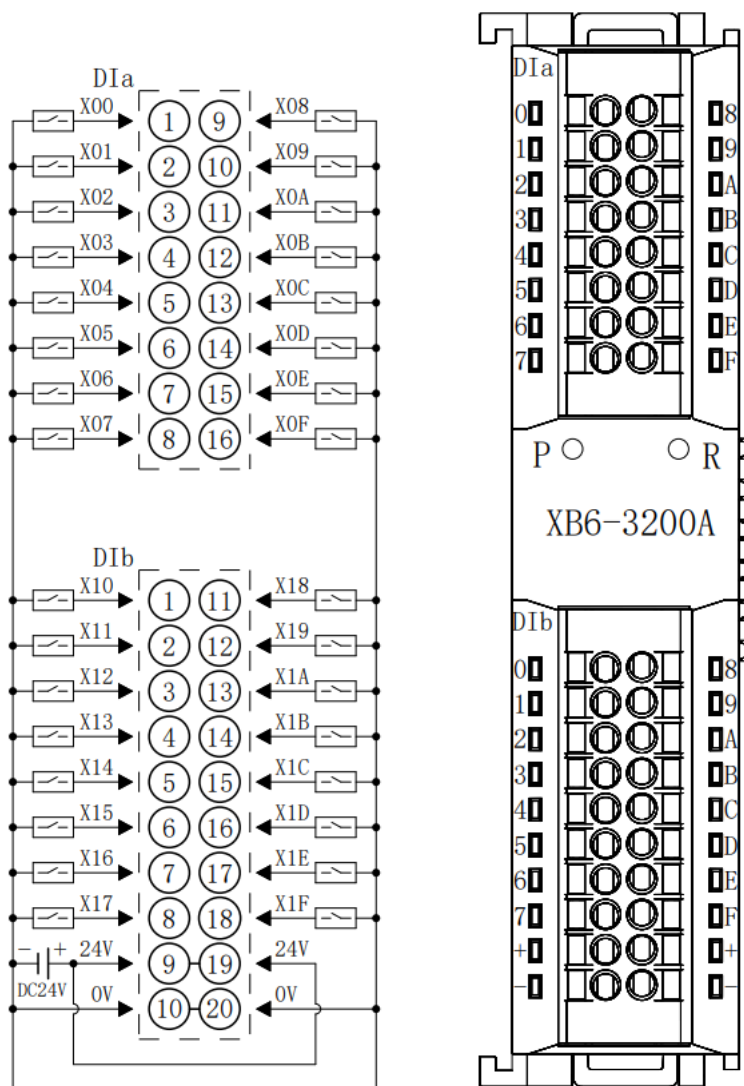 DIa
X00 1 9 X08
X01 2 10 X09
X02 3 11 X0A
X03 4 12 X0B
X04 5 13 X0C
X05 6 14 X0D
X06 7 15 X0E
X07 8 16 X0F
DIb
X10 1 11 X18
X11 2 12 X19
X12 3 13 X1A
X13 4 14 X1B
X14 5 15 X1C
X15 6 16 X1D
X16 7 17 X1E
X17 8 18 X1F
- + 24V 9 19 24V
DC24V
0V 10 20 0V
DIa
0 8
1 9
2 A
3 B
4 C
5 D
6 E
7 F
P R
XB6-3200A
DIb
0 8
1 9
2 A
3 B
4 C
5 D
6 E
7 F
+ +
- -